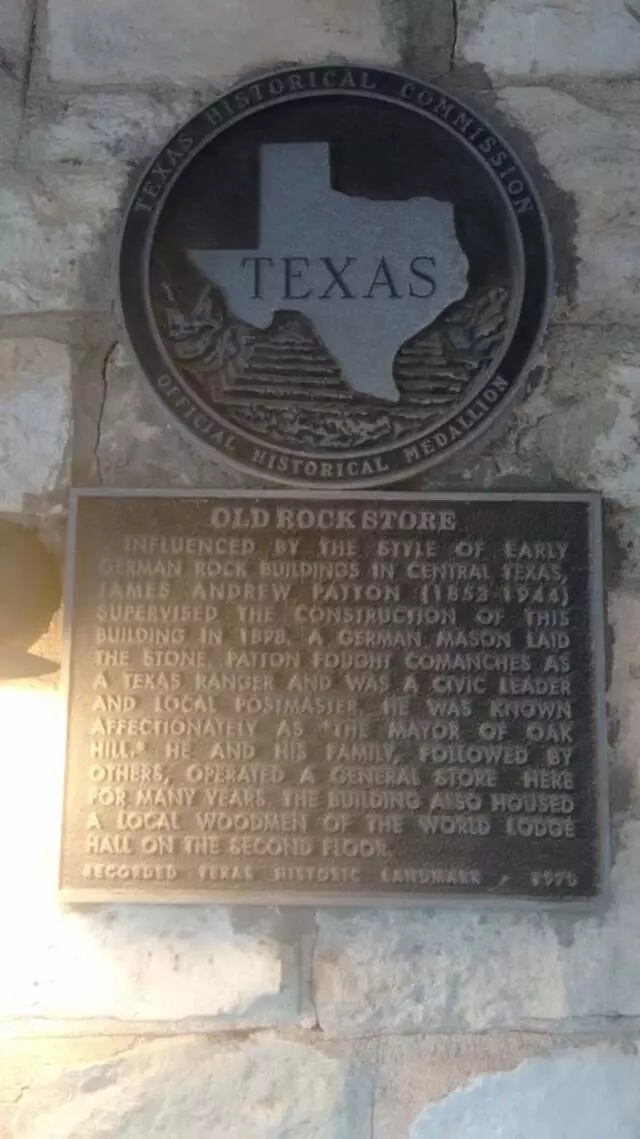 TEXAS HISTORICAL COMMISSION
TEXAS
OFFICIAL HISTORICAL MEDALLION
OLD ROCK STORE
INFLUENCED BY THE STYLE OF EARLY
GERMAN ROCK BUILDINGS IN CENTRAL TEXAS,
JAMES ANDREW PATTON (1853-1944)
SUPERVISED THE CONSTRUCTION OF THIS
BUILDING IN 1898. A GERMAN MASON LAID
THE STONE. PATTON FOUGHT COMANCHES AS
A TEXAS RANGER AND WAS A CIVIC LEADER
AND LOCAL POSTMASTER. HE WAS KNOWN
AFFECTIONATELY AS "THE MAYOR OF OAK
HILL." HE AND HIS FAMILY, FOLLOWED BY
OTHERS, OPERATED A GENERAL STORE HERE
FOR MANY YEARS. THE BUILDING ALSO HOUSED
A LOCAL WOODMEN OF THE WORLD LODGE
HALL ON THE SECOND FLOOR.
RECORDED TEXAS HISTORIC LANDMARK / 1970